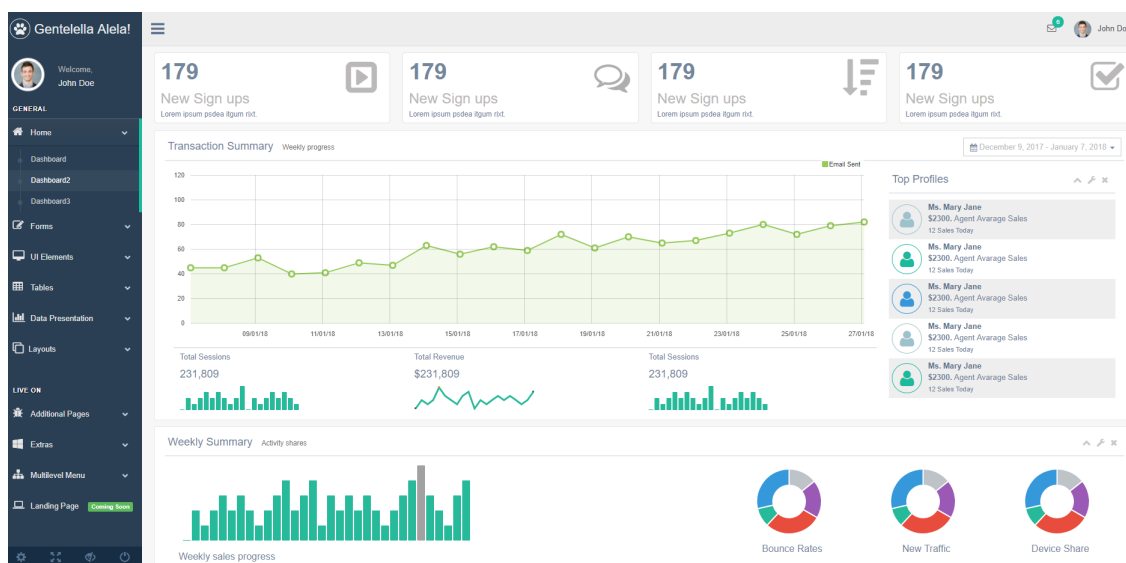 Gentelella Alela!
Welcome,
John Doe
GENERAL
Home
Dashboard
Dashboard2
Dashboard3
Forms
UI Elements
Tables
Data Presentation
Layouts
LIVE ON
Additional Pages
Extras
Multilevel Menu
Landing Page Coming Soon
6
John Do
179
New Sign ups
Lorem ipsum psdea itgum rixt.
179
New Sign ups
Lorem ipsum psdea itgum rixt.
179
New Sign ups
Lorem ipsum psdea itgum rixt.
179
New Sign ups
Lorem ipsum psdea itgum rixt.
Transaction Summary Weekly progress
December 9, 2017 - January 7, 2018
Email Sent
120
100
80
60
40
20
0
09/01/18 11/01/18 13/01/18 15/01/18 17/01/18 19/01/18 21/01/18 23/01/18 25/01/18 27/01/18
Total Sessions
231,809
Total Revenue
$231,809
Total Sessions
231,809
Top Profiles
Ms. Mary Jane
$2300. Agent Avarage Sales
12 Sales Today
Ms. Mary Jane
$2300. Agent Avarage Sales
12 Sales Today
Ms. Mary Jane
$2300. Agent Avarage Sales
12 Sales Today
Ms. Mary Jane
$2300. Agent Avarage Sales
12 Sales Today
Ms. Mary Jane
$2300. Agent Avarage Sales
12 Sales Today
Weekly Summary Activity shares
Weekly sales progress
Bounce Rates
New Traffic
Device Share